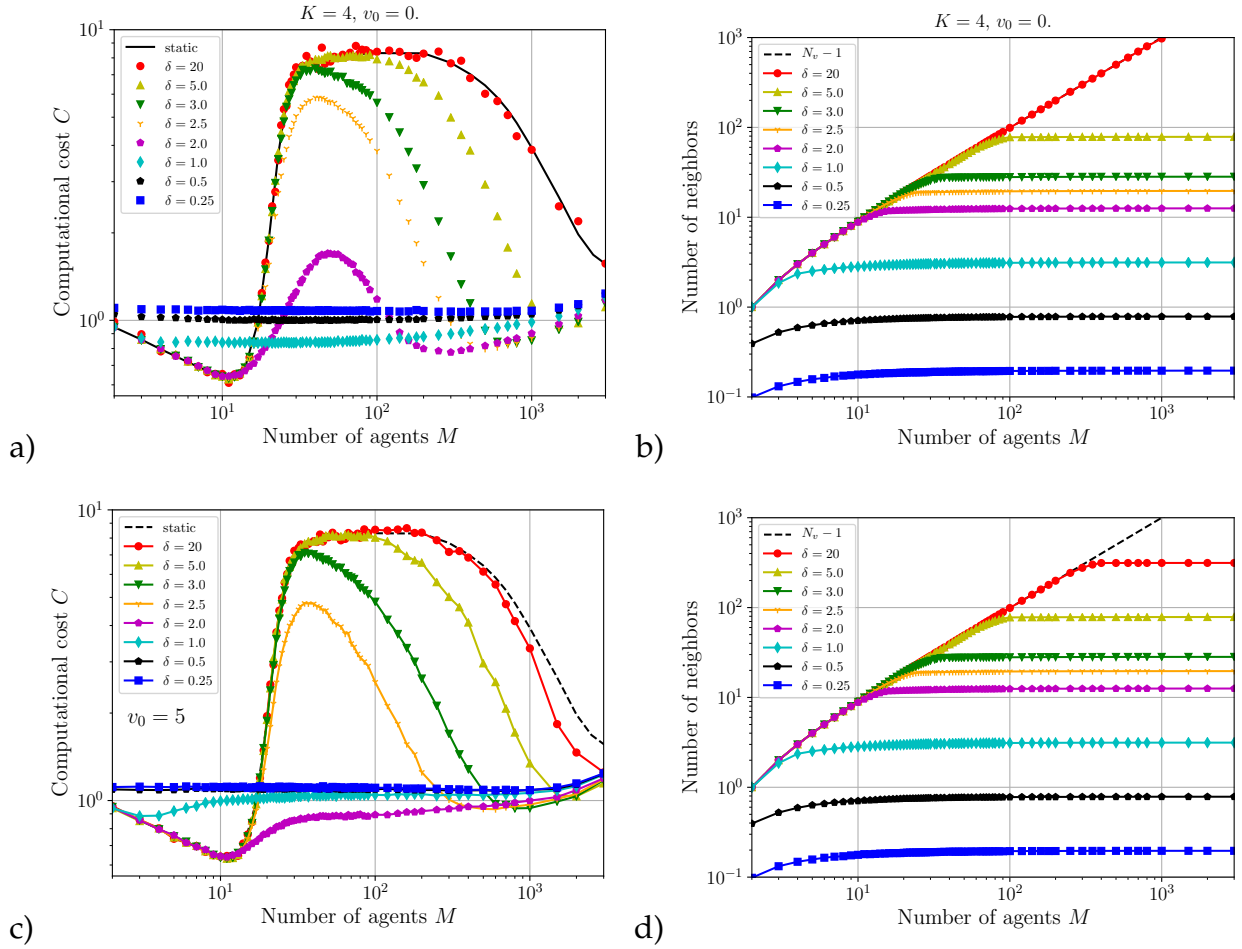 K = 4, v₀ = 0.
Computational cost C
10¹
10⁰
static
δ = 20
δ = 5.0
δ = 3.0
δ = 2.5
δ = 2.0
δ = 1.0
δ = 0.5
δ = 0.25
10¹ 10² 10³
Number of agents M
a)
K = 4, v₀ = 0.
Number of neighbors
10³
10²
10¹
10⁰
10⁻¹
Nᵥ − 1
δ = 20
δ = 5.0
δ = 3.0
δ = 2.5
δ = 2.0
δ = 1.0
δ = 0.5
δ = 0.25
10¹ 10² 10³
Number of agents M
b)
Computational cost C
10¹
10⁰
static
δ = 20
δ = 5.0
δ = 3.0
δ = 2.5
δ = 2.0
δ = 1.0
δ = 0.5
δ = 0.25
v₀ = 5
10¹ 10² 10³
Number of agents M
c)
Number of neighbors
10³
10²
10¹
10⁰
10⁻¹
Nᵥ − 1
δ = 20
δ = 5.0
δ = 3.0
δ = 2.5
δ = 2.0
δ = 1.0
δ = 0.5
δ = 0.25
10¹ 10² 10³
Number of agents M
d)